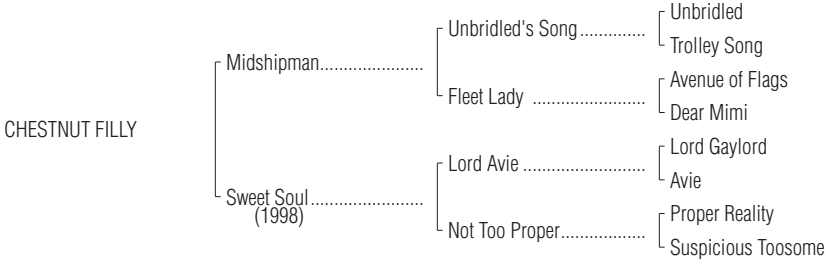 Unbridled
Unbridled's Song..............
Trolley Song
Midshipman......................
Avenue of Flags
Fleet Lady ........................
Dear Mimi
CHESTNUT FILLY
Lord Gaylord
Lord Avie ..........................
Avie
Sweet Soul........................
(1998)
Proper Reality
Not Too Proper..................
Suspicious Toosome